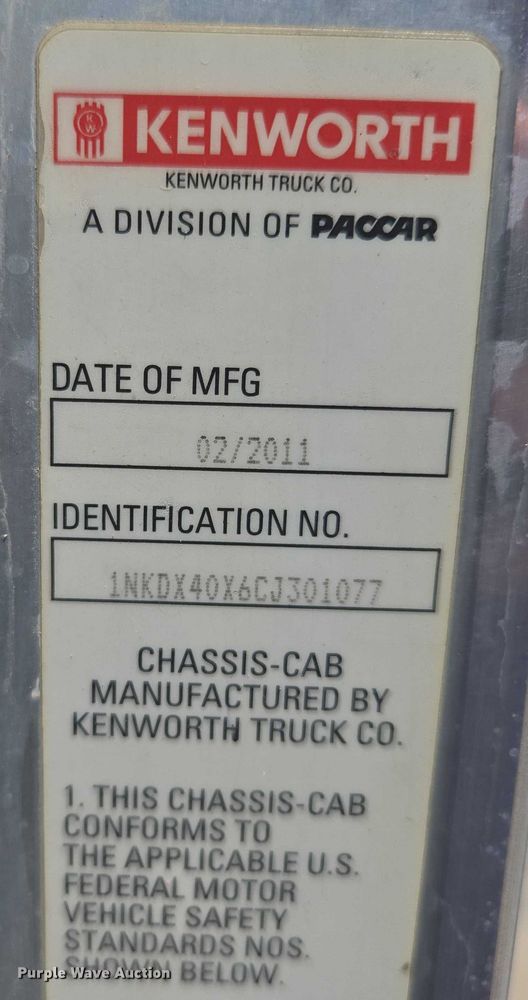 KW
KENWORTH
KENWORTH TRUCK CO.
A DIVISION OF PACCAR
DATE OF MFG
02/2011
IDENTIFICATION NO.
1NKDX40X6CJ301077
CHASSIS-CAB
MANUFACTURED BY
KENWORTH TRUCK CO.
1. THIS CHASSIS-CAB
CONFORMS TO
THE APPLICABLE U.S.
FEDERAL MOTOR
VEHICLE SAFETY
STANDARDS NOS.
SHOWN BELOW.
Purple Wave Auction